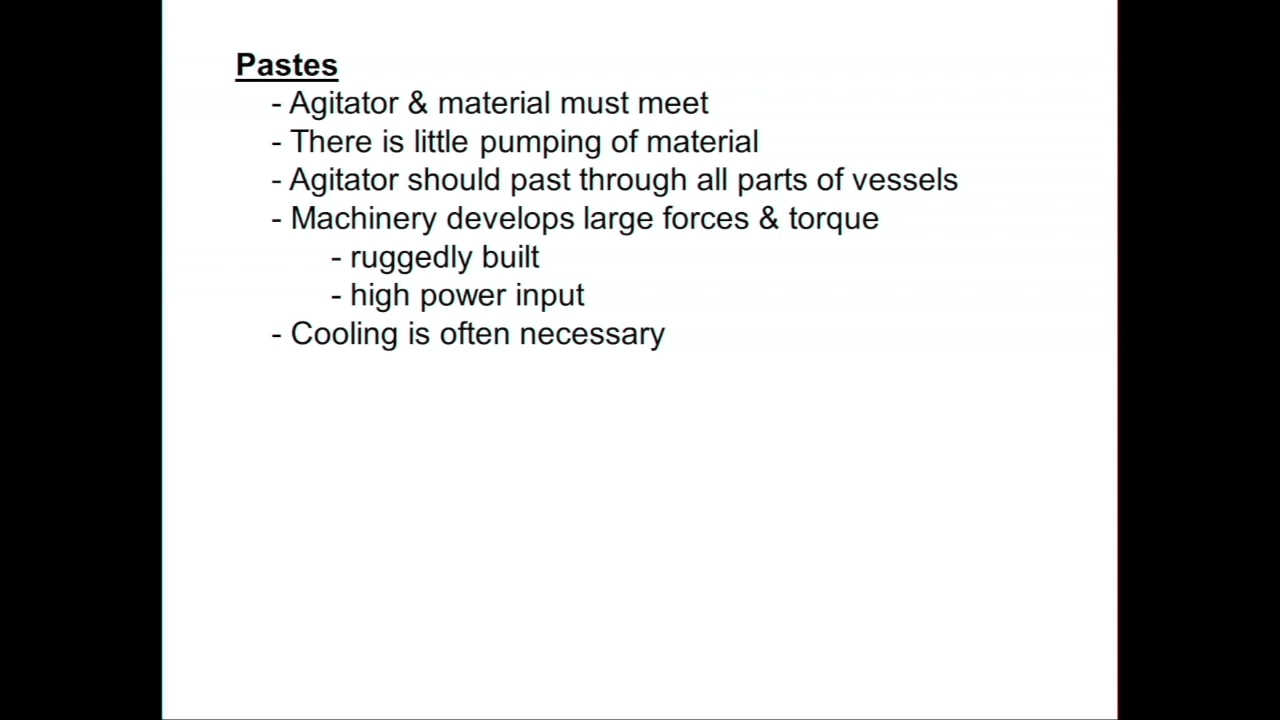 Pastes
- Agitator & material must meet
- There is little pumping of material
- Agitator should past through all parts of vessels
- Machinery develops large forces & torque
- ruggedly built
- high power input
- Cooling is often necessary